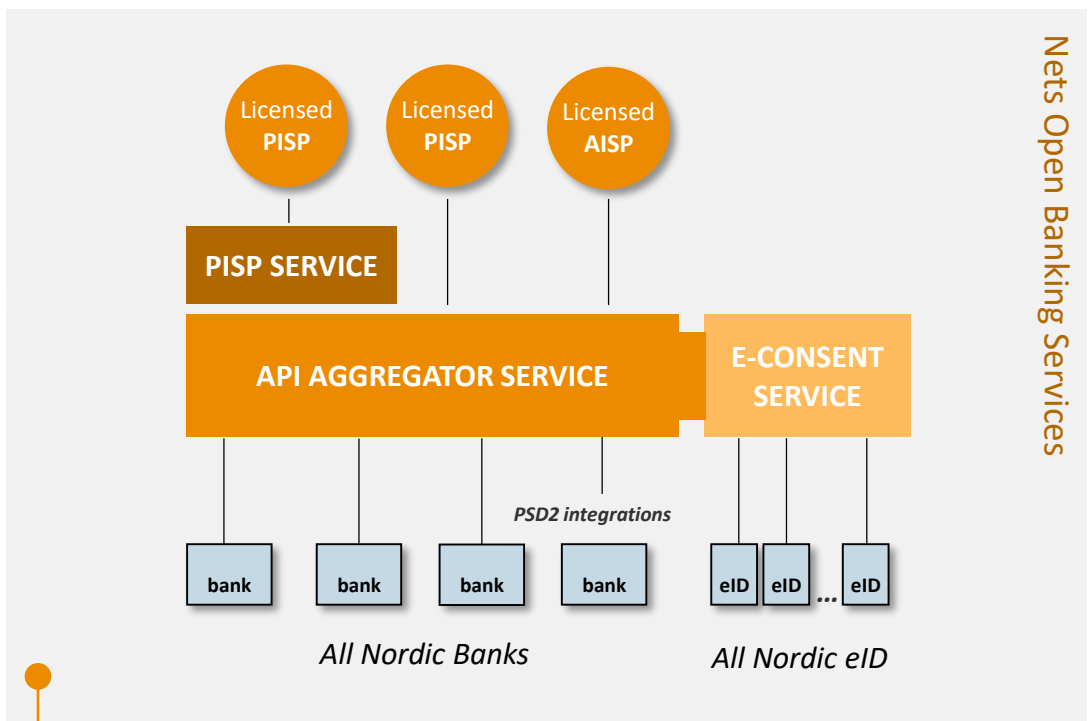 Nets Open Banking Services
Licensed
PISP
Licensed
PISP
Licensed
AISP
PISP SERVICE
API AGGREGATOR SERVICE
E-CONSENT
SERVICE
PSD2 integrations
bank
bank
bank
bank
eID
eID
...
eID
All Nordic Banks
All Nordic eID